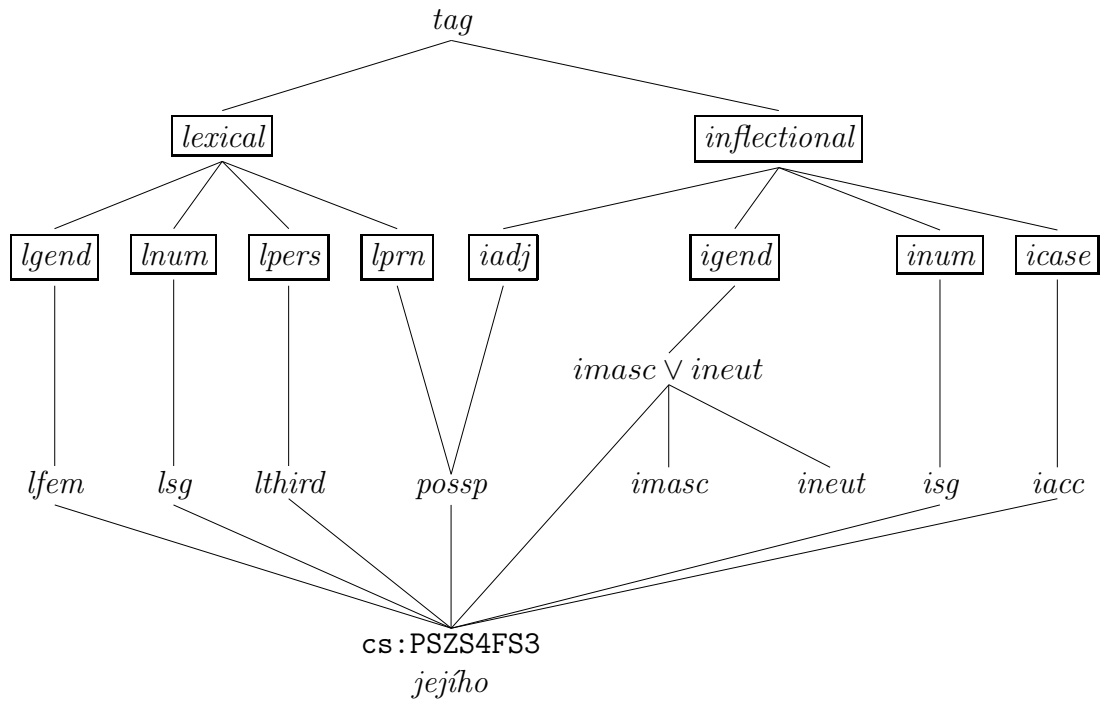 tag
lexical inflectional
lgend lnum lpers lprn iadj igend inum icase
imasc ∨ ineut
lfem lsg lthird possp imasc ineut isg iacc
cs:PSZS4FS3
jejího